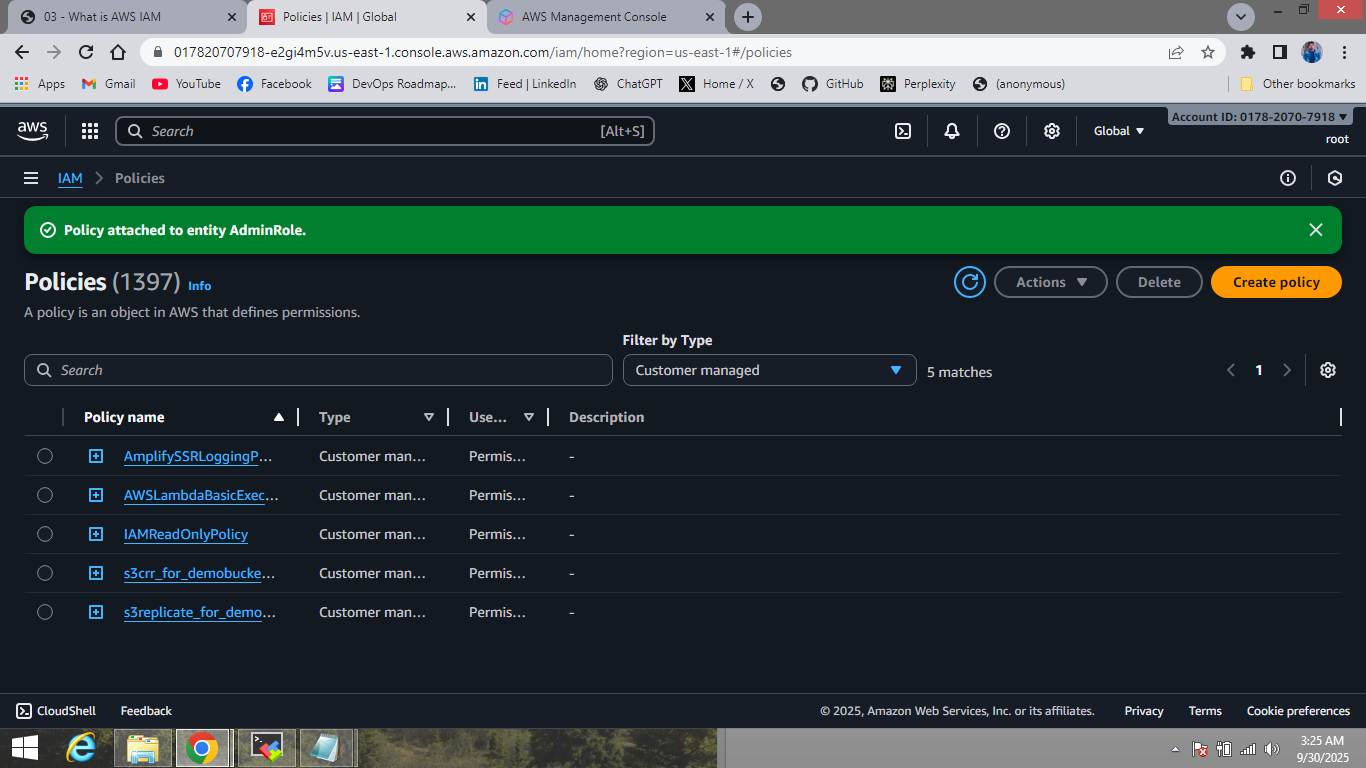 03 - What is AWS IAM
Policies | IAM | Global
AWS Management Console
017820707918-e2gi4m5v.us-east-1.console.aws.amazon.com/iam/home?region=us-east-1#/policies
Apps Gmail YouTube Facebook DevOps Roadmap... Feed | LinkedIn ChatGPT Home / X GitHub Perplexity (anonymous) Other bookmarks
aws Search [Alt+S] Global Account ID: 0178-2070-7918
root
IAM Policies
Policy attached to entity AdminRole.
Policies (1397) Info Actions Delete Create policy
A policy is an object in AWS that defines permissions.
Filter by Type
Search Customer managed 5 matches 1
Policy name Type Use... Description
AmplifySSRLoggingP... Customer man... Permis... -
AWSLambdaBasicExec... Customer man... Permis... -
IAMReadOnlyPolicy Customer man... Permis... -
s3crr_for_demobucke... Customer man... Permis... -
s3replicate_for_demo... Customer man... Permis... -
CloudShell Feedback © 2025, Amazon Web Services, Inc. or its affiliates. Privacy Terms Cookie preferences
3:25 AM
9/30/2025